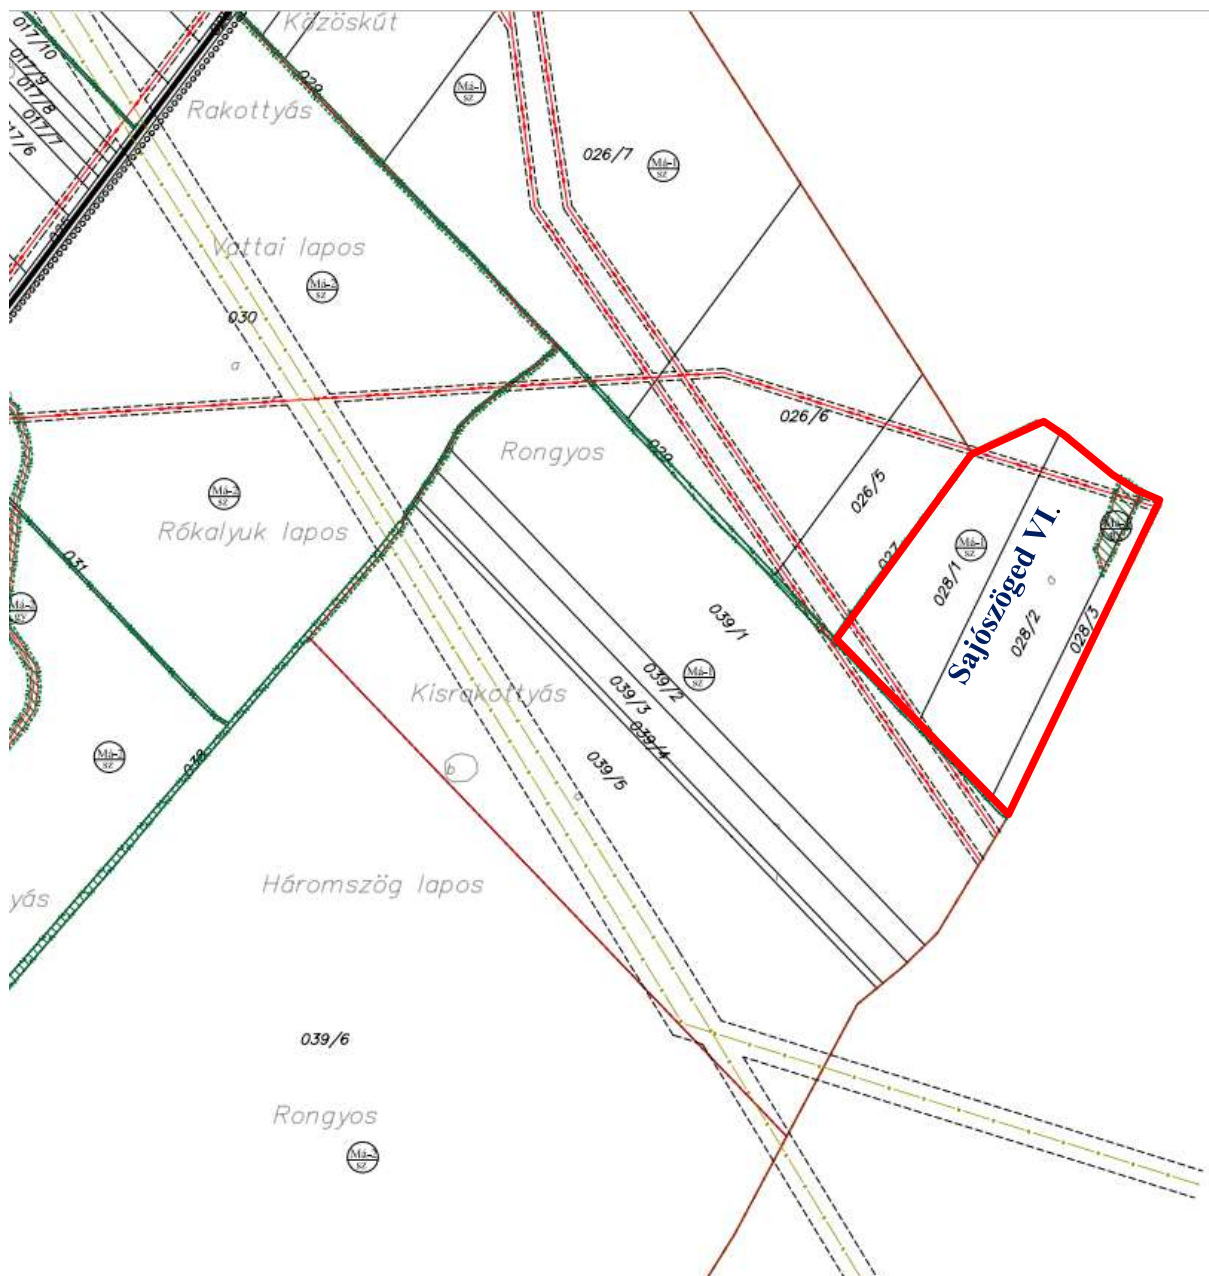 Közöskút
017/10
017/9
017/8
017/7
17/6
029
Má-1
sz
Rakottyás
026/7
Má-1
sz
Vattai lapos
Má-2
sz
030
a
026/6
Rongyos
029
026/5
Má-2
sz
Rókalyuk lapos
031
027
Má-1
sz
028/1
Sajószöged VI.
028/2
a
028/3
Má-2
gy
039/1
Má-1
sz
039/2
039/3
039/4
Kisrakottyás
039/5
a
b
Má-2
sz
038
Háromszög lapos
yás
039/6
Rongyos
Má-2
sz